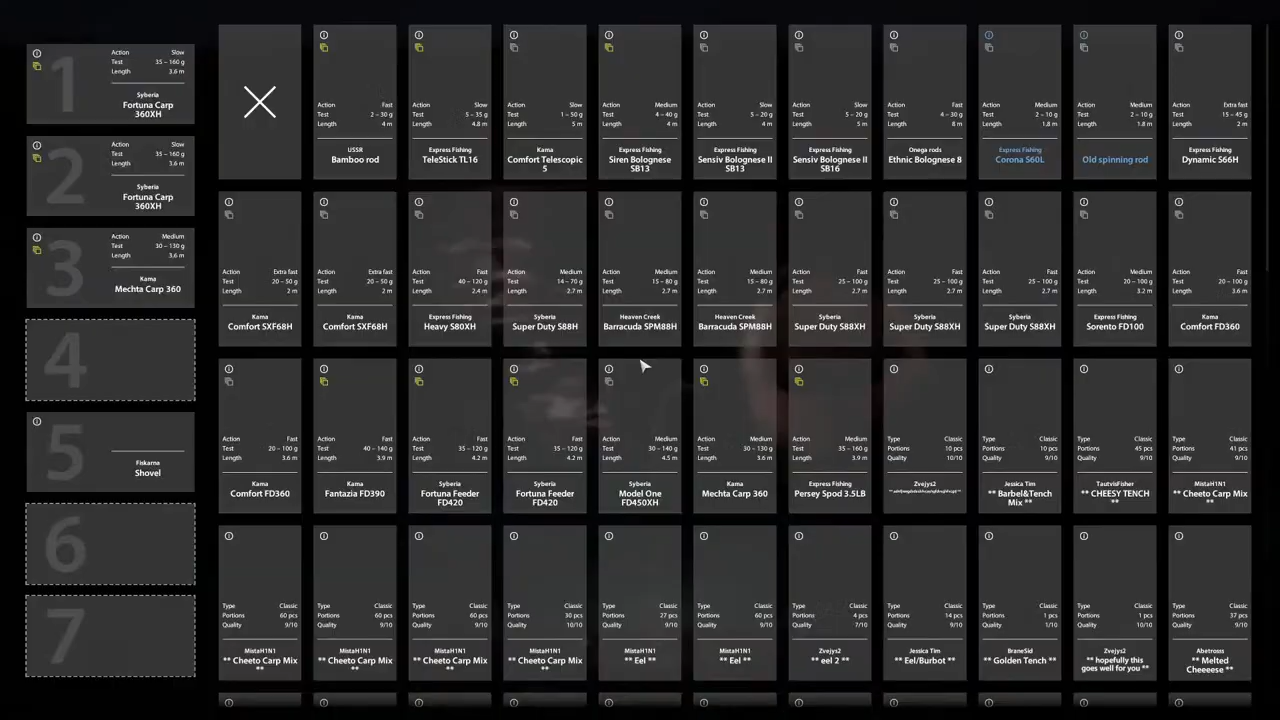 1
Action Slow
Test 35 – 160 g
Length 3.6 m
Syberia
Fortuna Carp
360XH
2
Action Slow
Test 35 – 160 g
Length 3.6 m
Syberia
Fortuna Carp
360XH
3
Action Medium
Test 30 – 130 g
Length 3.6 m
Kama
Mechta Carp 360
4
5
Fiskarna
Shovel
6
7
Action Fast
Test 2 – 30 g
Length 4 m
USSR
Bamboo rod
Action Slow
Test 5 – 35 g
Length 4.8 m
Express Fishing
TeleStick TL16
Action Slow
Test 1 – 50 g
Length 5 m
Kama
Comfort Telescopic
5
Action Medium
Test 4 – 40 g
Length 4 m
Express Fishing
Siren Bolognese
SB13
Action Slow
Test 5 – 20 g
Length 4 m
Express Fishing
Sensiv Bolognese II
SB13
Action Slow
Test 5 – 20 g
Length 5 m
Express Fishing
Sensiv Bolognese II
SB16
Action Fast
Test 4 – 30 g
Length 8 m
Onega rods
Ethnic Bolognese 8
Action Medium
Test 2 – 10 g
Length 1.8 m
Express Fishing
Corona S60L
Action Medium
Test 2 – 10 g
Length 1.8 m
Old spinning rod
Action Extra fast
Test 15 – 45 g
Length 2 m
Express Fishing
Dynamic S66H
Action Extra fast
Test 20 – 50 g
Length 2 m
Kama
Comfort SXF68H
Action Extra fast
Test 20 – 50 g
Length 2 m
Kama
Comfort SXF68H
Action Fast
Test 40 – 120 g
Length 2.4 m
Express Fishing
Heavy S80XH
Action Medium
Test 14 – 70 g
Length 2.7 m
Syberia
Super Duty S88H
Action Medium
Test 15 – 80 g
Length 2.7 m
Heaven Creek
Barracuda SPM88H
Action Medium
Test 15 – 80 g
Length 2.7 m
Heaven Creek
Barracuda SPM88H
Action Fast
Test 25 – 100 g
Length 2.7 m
Syberia
Super Duty S88XH
Action Fast
Test 25 – 100 g
Length 2.7 m
Syberia
Super Duty S88XH
Action Fast
Test 25 – 100 g
Length 2.7 m
Syberia
Super Duty S88XH
Action Medium
Test 20 – 100 g
Length 3.2 m
Express Fishing
Sorento FD100
Action Fast
Test 20 – 100 g
Length 3.6 m
Kama
Comfort FD360
Action Fast
Test 20 – 100 g
Length 3.6 m
Kama
Comfort FD360
Action Fast
Test 40 – 140 g
Length 3.9 m
Kama
Fantazia FD390
Action Fast
Test 35 – 120 g
Length 4.2 m
Syberia
Fortuna Feeder
FD420
Action Fast
Test 35 – 120 g
Length 4.2 m
Syberia
Fortuna Feeder
FD420
Action Medium
Test 30 – 140 g
Length 4.5 m
Syberia
Model One
FD450XH
Action Medium
Test 30 – 130 g
Length 3.6 m
Kama
Mechta Carp 360
Action Medium
Test 35 – 160 g
Length 3.9 m
Express Fishing
Persey Spod 3.5LB
Type Classic
Portions 10 pcs
Quality 10/10
Zvejys2
Type Classic
Portions 10 pcs
Quality 9/10
Jessica Tim
** Barbel&Tench
Mix **
Type Classic
Portions 45 pcs
Quality 10/10
TautvisFisher
** CHEESY TENCH
**
Type Classic
Portions 41 pcs
Quality 9/10
MistaH1N1
** Cheeto Carp Mix
**
Type Classic
Portions 60 pcs
Quality 9/10
MistaH1N1
** Cheeto Carp Mix
**
Type Classic
Portions 60 pcs
Quality 9/10
MistaH1N1
** Cheeto Carp Mix
**
Type Classic
Portions 60 pcs
Quality 9/10
MistaH1N1
** Cheeto Carp Mix
**
Type Classic
Portions 30 pcs
Quality 10/10
MistaH1N1
** Cheeto Carp Mix
**
Type Classic
Portions 27 pcs
Quality 9/10
MistaH1N1
** Eel **
Type Classic
Portions 60 pcs
Quality 9/10
MistaH1N1
** Eel **
Type Classic
Portions 4 pcs
Quality 7/10
Zvejys2
** eel 2 **
Type Classic
Portions 14 pcs
Quality 9/10
Jessica Tim
** Eel/Burbot **
Type Classic
Portions 1 pcs
Quality 1/10
BraneSid
** Golden Tench **
Type Classic
Portions 1 pcs
Quality 10/10
Zvejys2
** hopefully this
goes well for you **
Type Classic
Portions 37 pcs
Quality 9/10
Abetrosss
** Melted
Cheeeese **